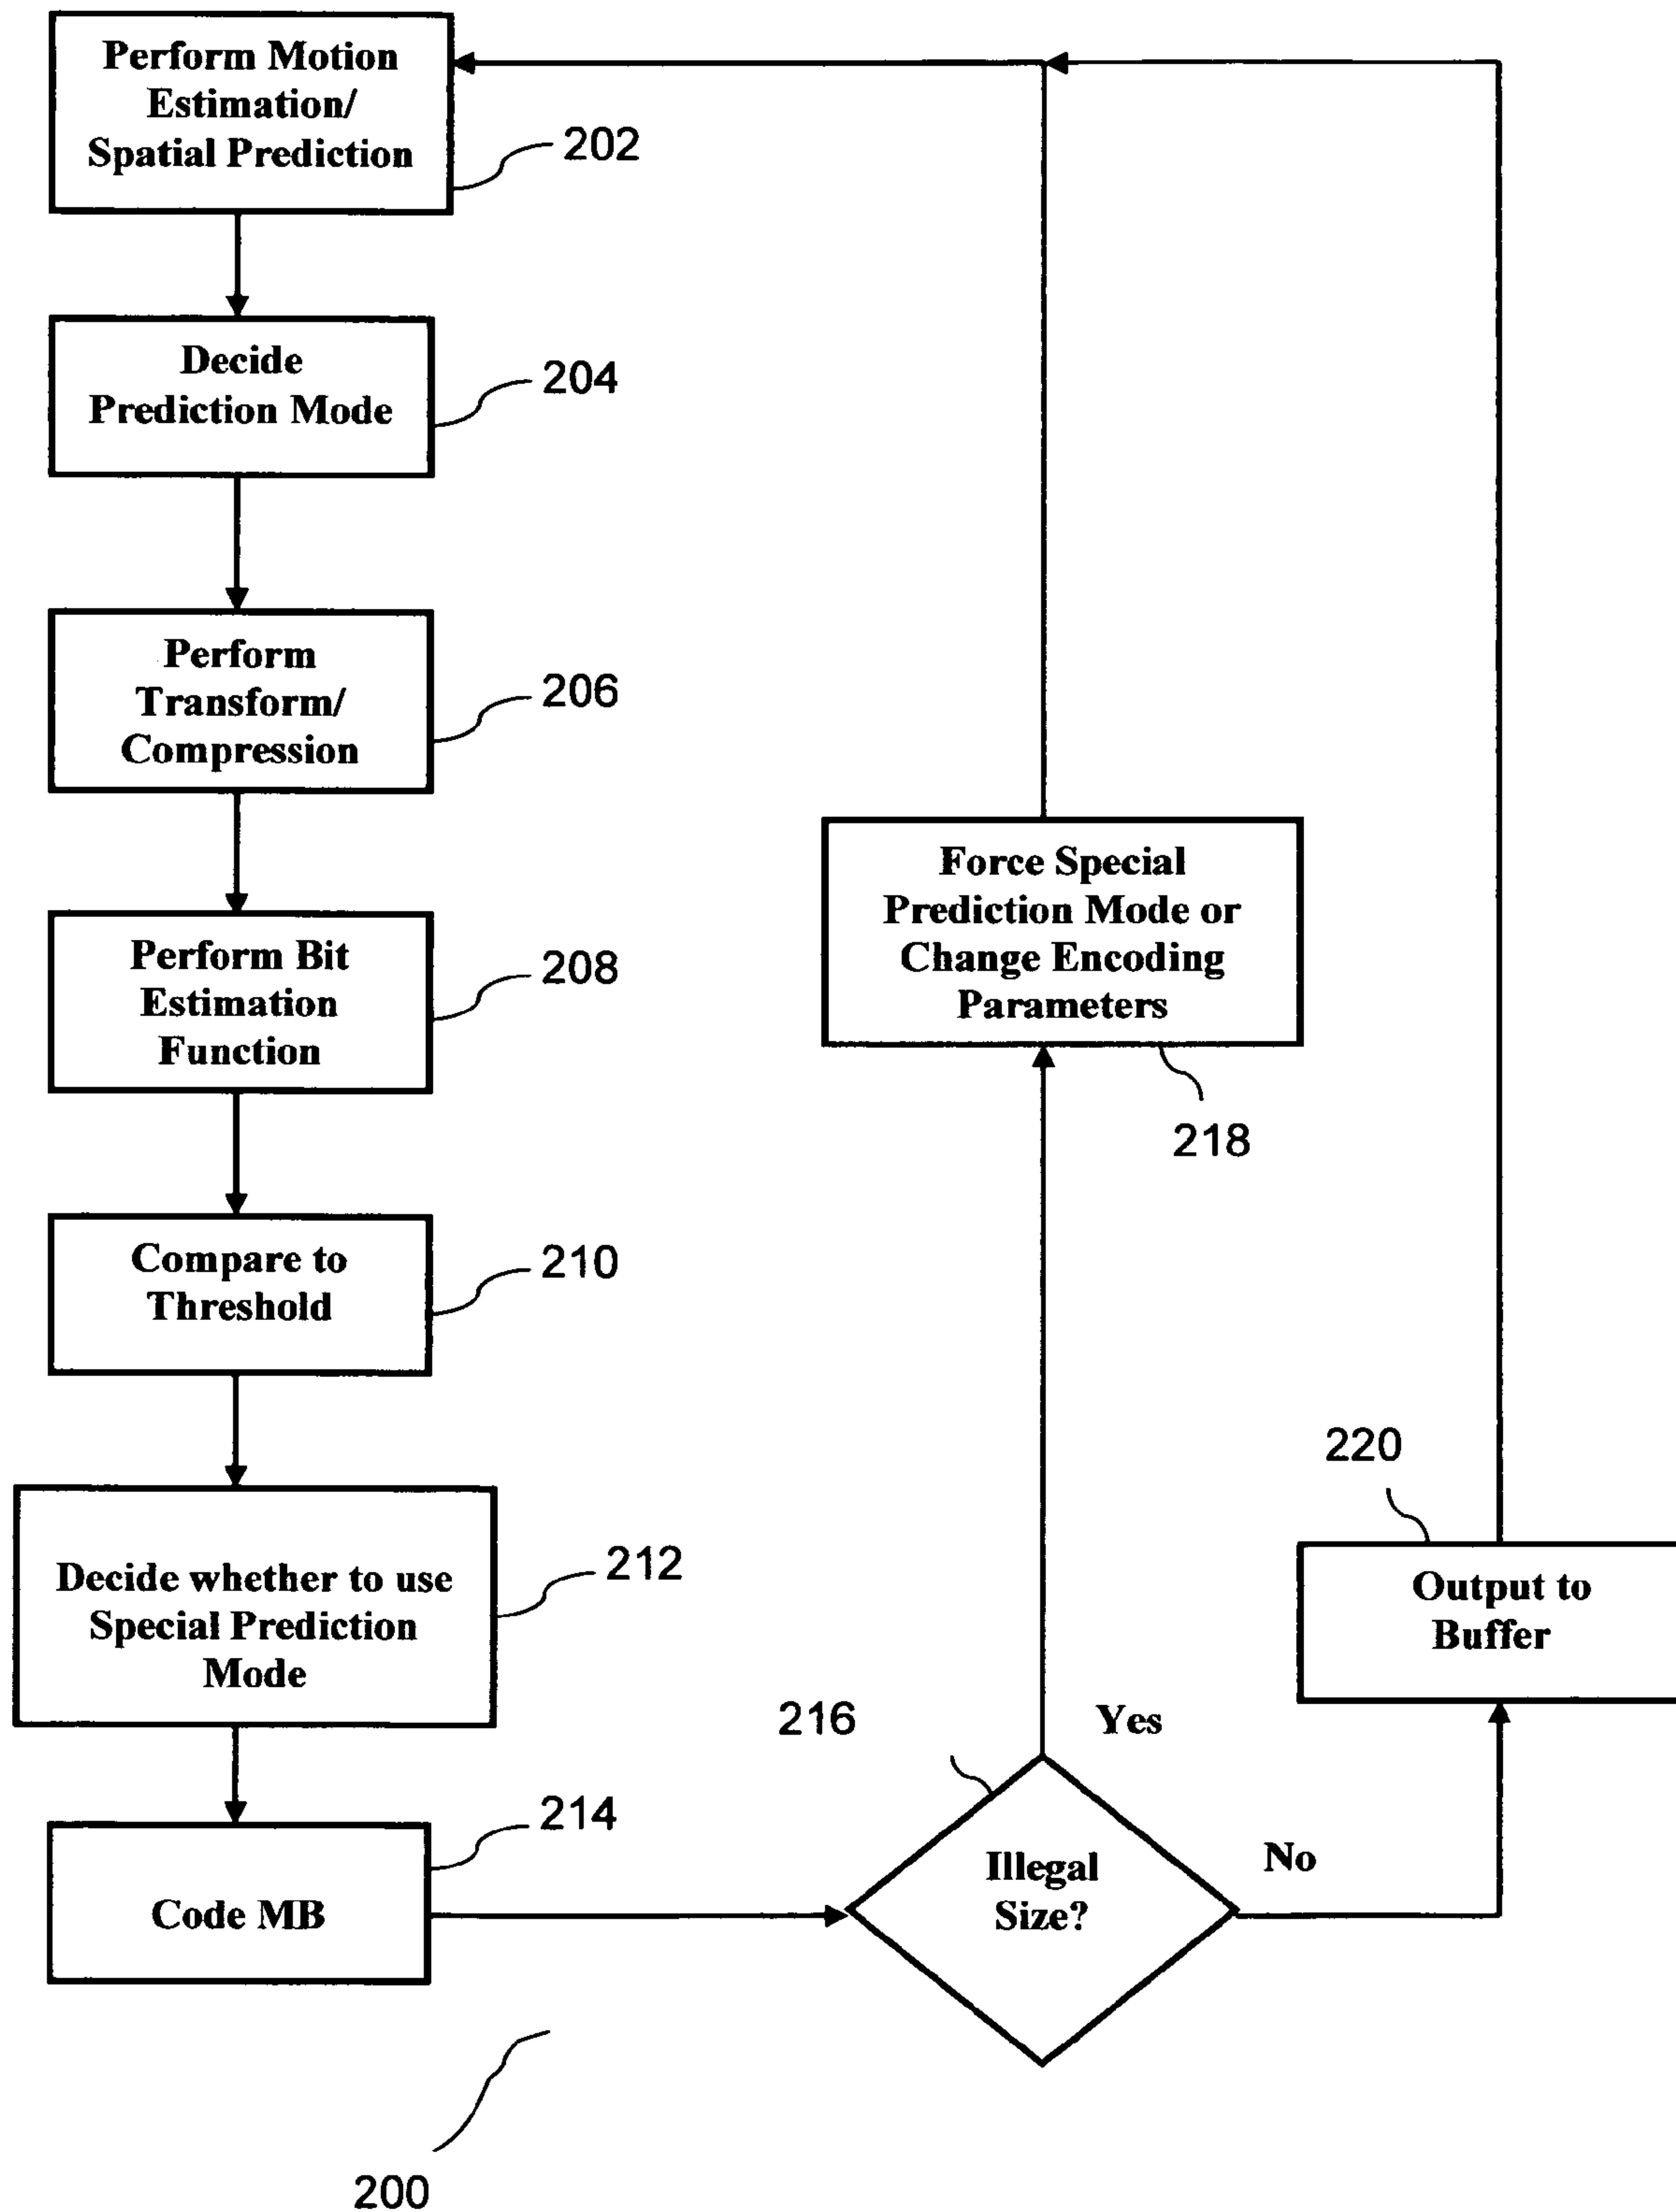 Perform Motion
Estimation/
Spatial Prediction
202
Decide
Prediction Mode
204
Perform
Transform/
Compression
206
Perform Bit
Estimation
Function
208
Compare to
Threshold
210
Decide whether to use
Special Prediction
Mode
212
Code MB
214
Illegal
Size?
216
Yes
No
Force Special
Prediction Mode or
Change Encoding
Parameters
218
220
Output to
Buffer
200